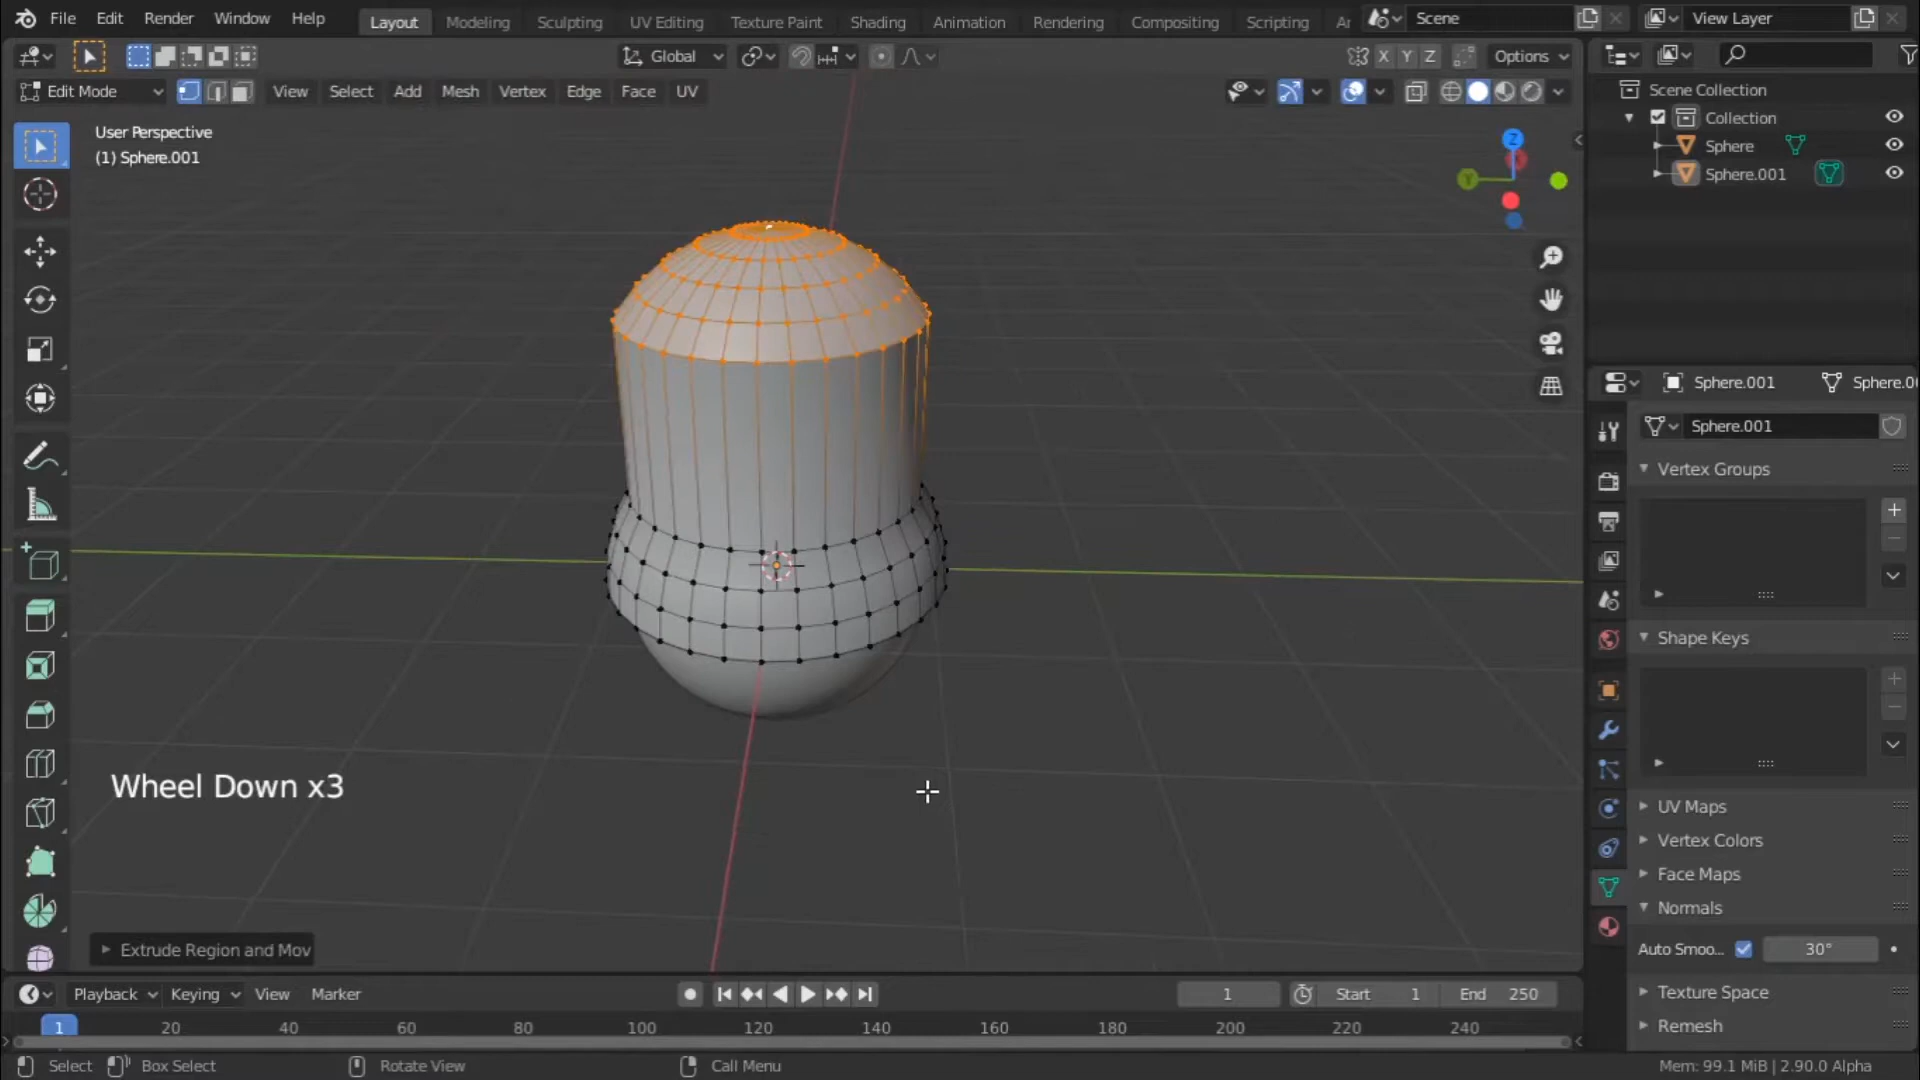 File Edit Render Window Help Layout Modeling Sculpting UV Editing Texture Paint Shading Animation Rendering Compositing Scripting Scene View Layer
Global X Y Z Options
Edit Mode View Select Add Mesh Vertex Edge Face UV
User Perspective
(1) Sphere.001
Z
Y
Scene Collection
Collection
Sphere
Sphere.001
Sphere.001
Sphere.001
Vertex Groups
Shape Keys
UV Maps
Vertex Colors
Face Maps
Normals
Auto Smoo... 30°
Texture Space
Remesh
Wheel Down x3
Extrude Region and Mov
Playback Keying View Marker 1 Start 1 End 250
1 20 40 60 80 100 120 140 160 180 200 220 240
Select Box Select Rotate View Call Menu Mem: 99.1 MiB | 2.90.0 Alpha